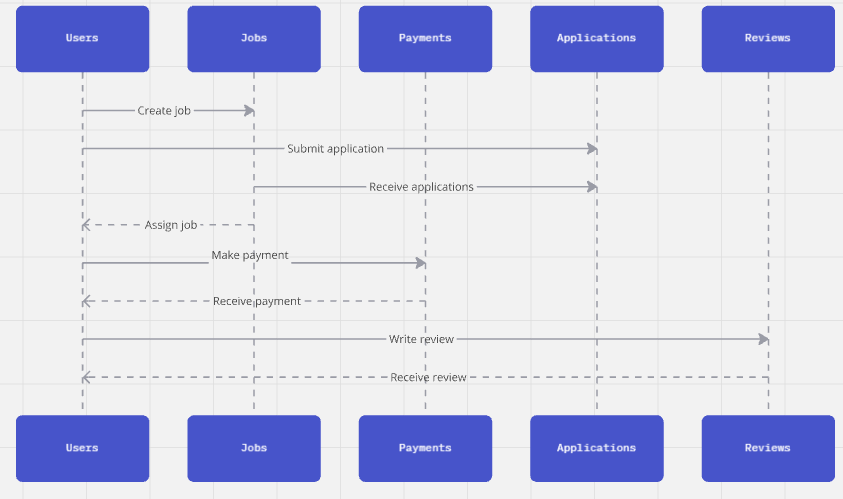 Users
Jobs
Payments
Applications
Reviews
Create job
Submit application
Receive applications
Assign job
Make payment
Receive payment
Write review
Receive review
Users
Jobs
Payments
Applications
Reviews